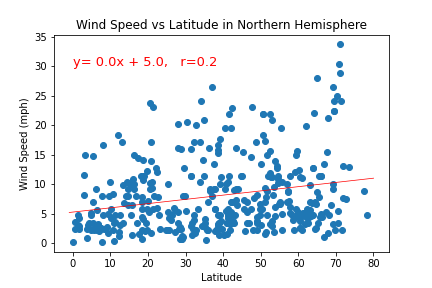 Wind Speed vs Latitude in Northern Hemisphere
35
30
25
20
15
10
5
0
Wind Speed (mph)
y= 0.0x + 5.0,   r=0.2
0 10 20 30 40 50 60 70 80
Latitude